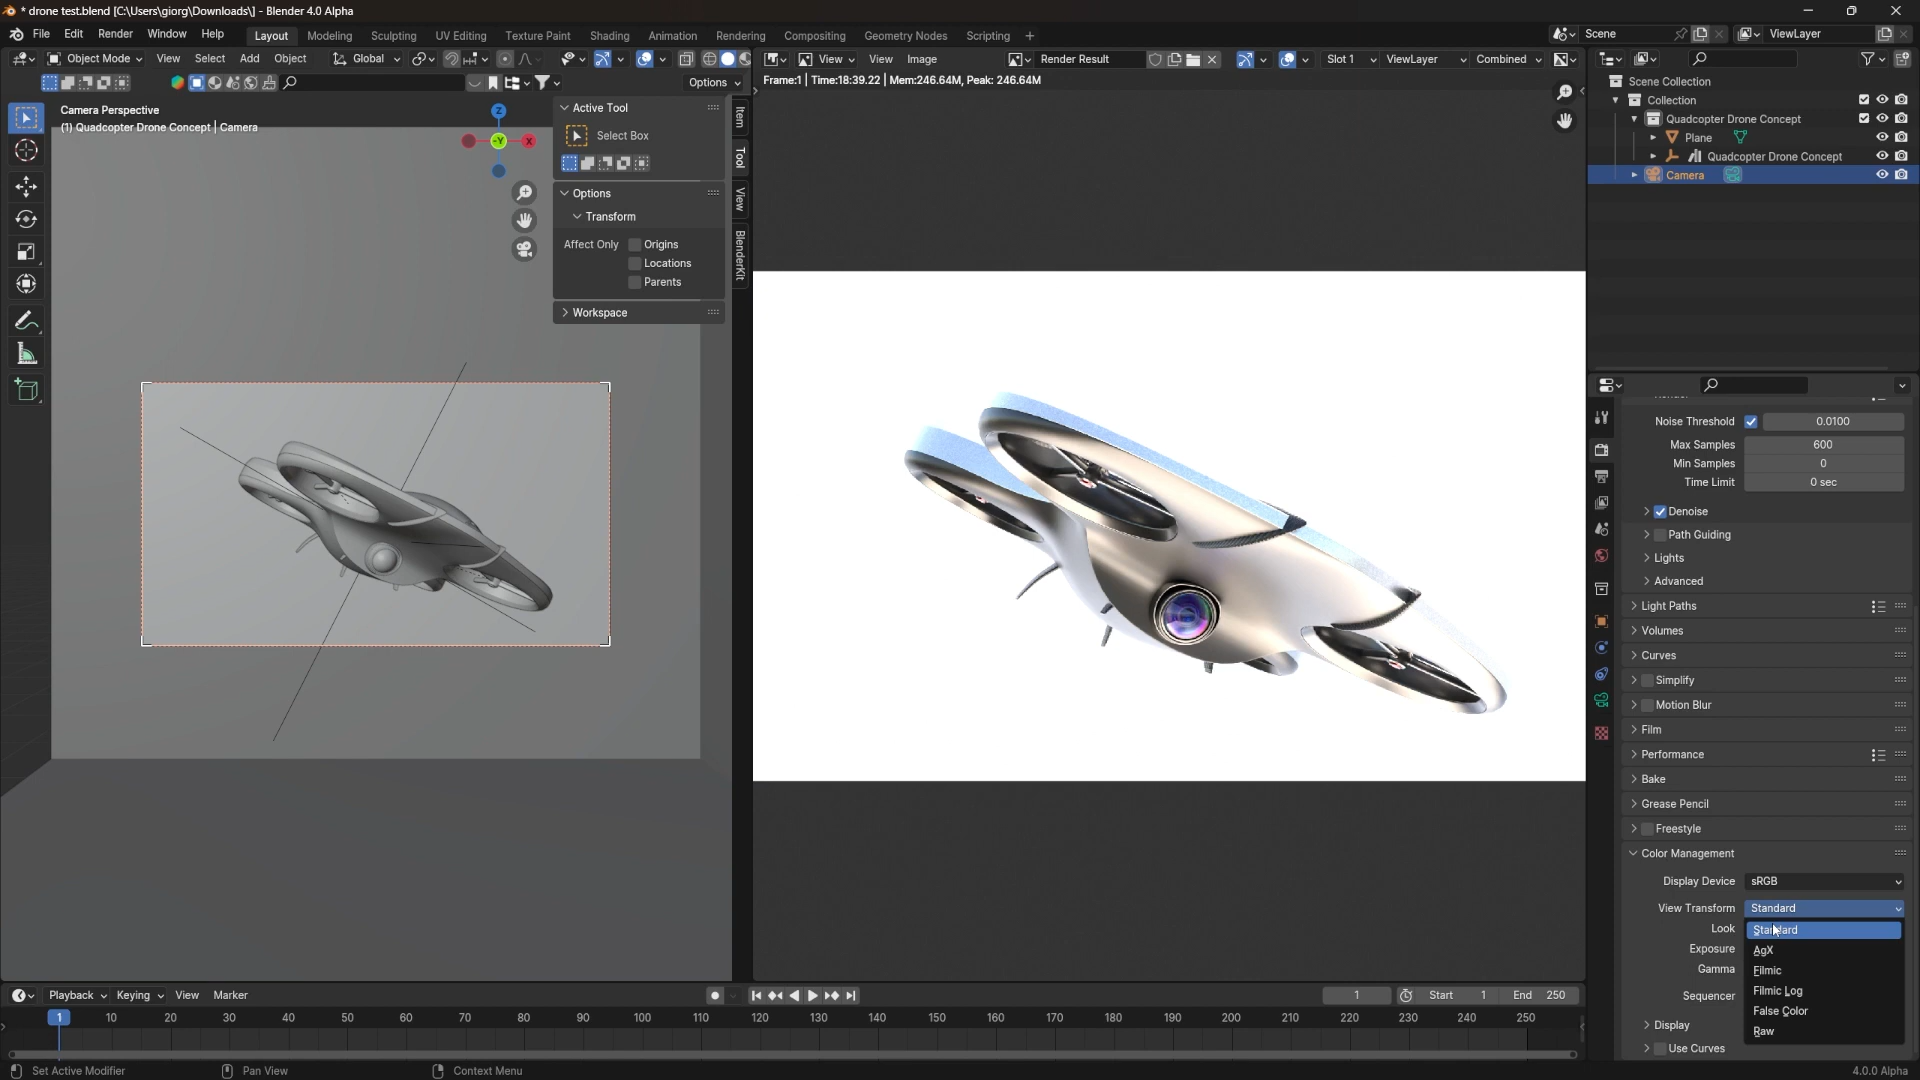 * drone test.blend [C:\Users\giorg\Downloads\] - Blender 4.0 Alpha
File Edit Render Window Help Layout Modeling Sculpting UV Editing Texture Paint Shading Animation Rendering Compositing Geometry Nodes Scripting + Scene ViewLayer
Object Mode View Select Add Object Global View View Image Render Result Slot 1 ViewLayer Combined
Options
Frame:1 | Time:18:39.22 | Mem:246.64M, Peak: 246.64M
Camera Perspective
(1) Quadcopter Drone Concept | Camera
Z
-Y
X
Active Tool
Select Box
Options
Transform
Affect Only Origins
Locations
Parents
Workspace
Item
Tool
View
BlenderKit
Scene Collection
Collection
Quadcopter Drone Concept
Plane
Quadcopter Drone Concept
Camera
Noise Threshold 0.0100
Max Samples 600
Min Samples 0
Time Limit 0 sec
Denoise
Path Guiding
Lights
Advanced
Light Paths
Volumes
Curves
Simplify
Motion Blur
Film
Performance
Bake
Grease Pencil
Freestyle
Color Management
Display Device sRGB
View Transform Standard
Look Standard
AgX
Exposure
Filmic
Gamma
Filmic Log
Sequencer
False Color
Display
Raw
Use Curves
Playback Keying View Marker 1 Start 1 End 250
1 10 20 30 40 50 60 70 80 90 100 110 120 130 140 150 160 170 180 190 200 210 220 230 240 250
Set Active Modifier Pan View Context Menu 4.0.0 Alpha